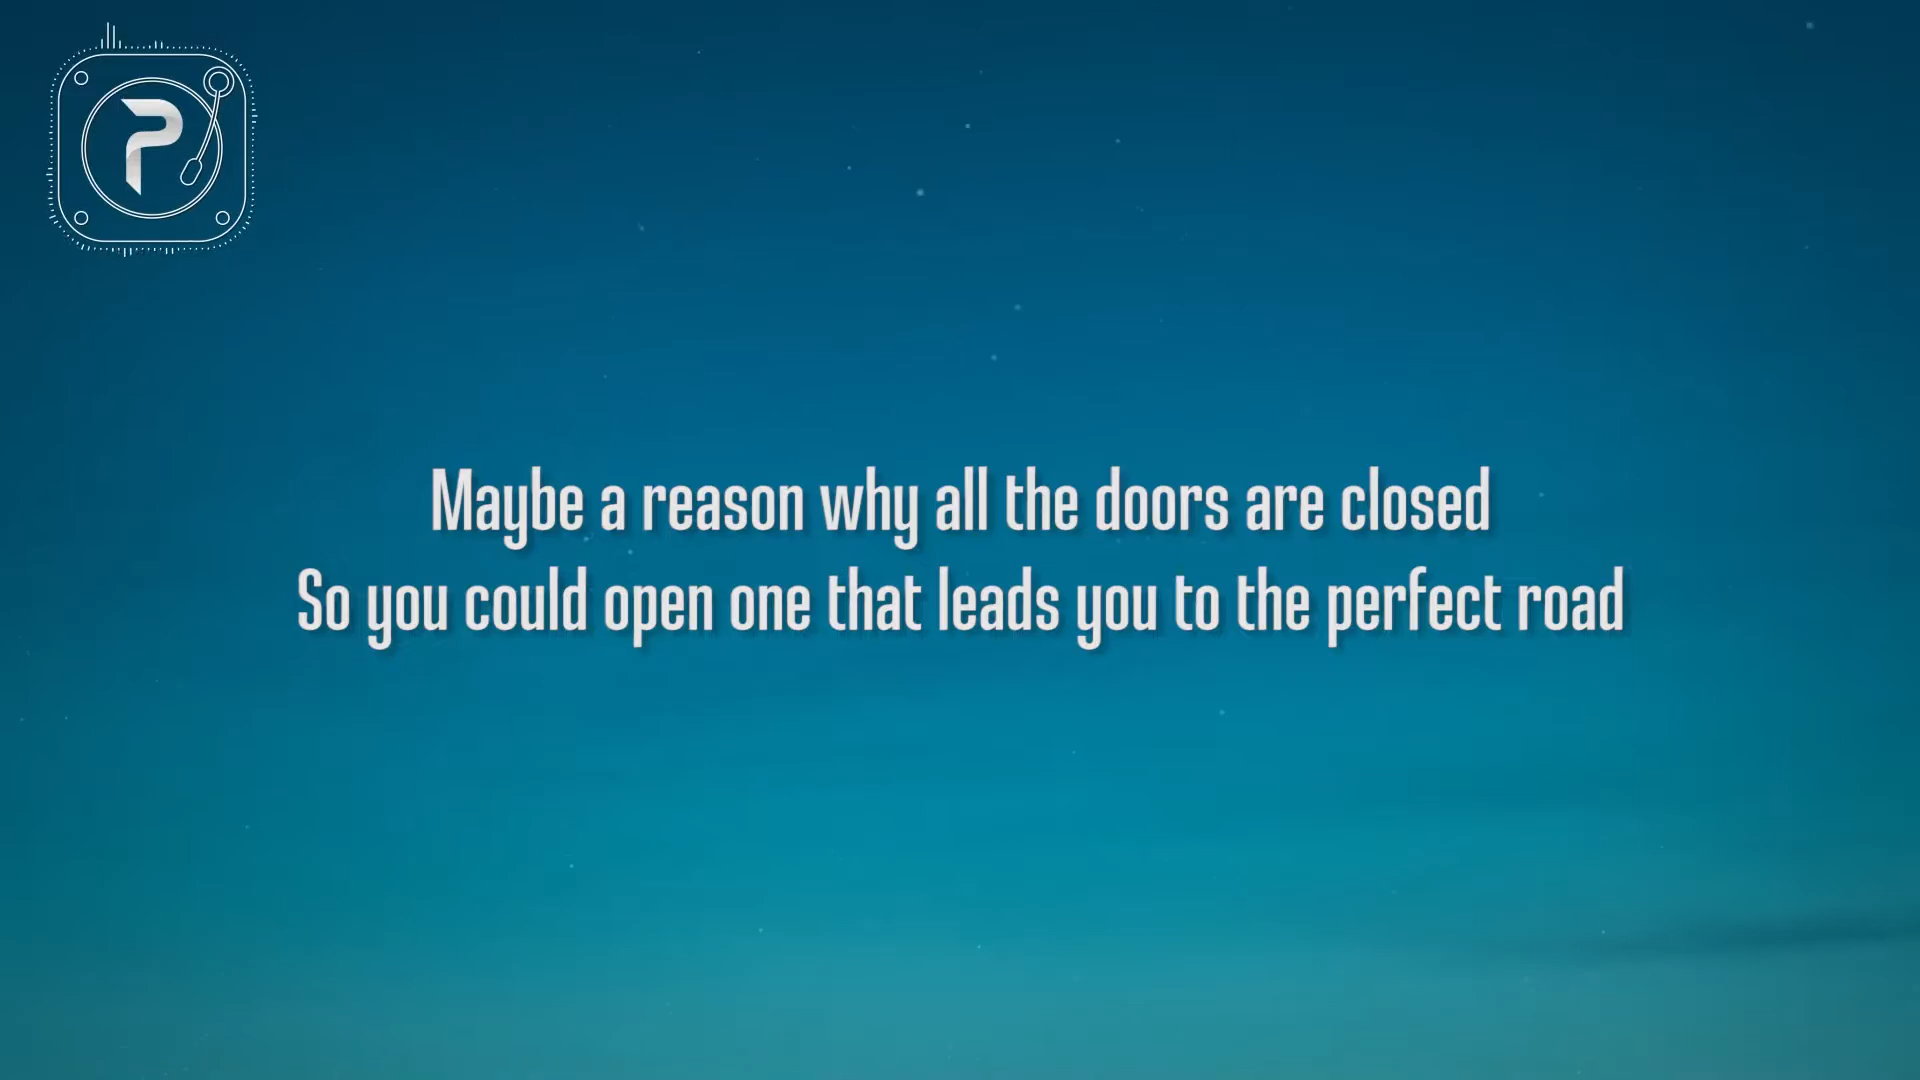 P
Maybe a reason why all the doors are closed
So you could open one that leads you to the perfect road